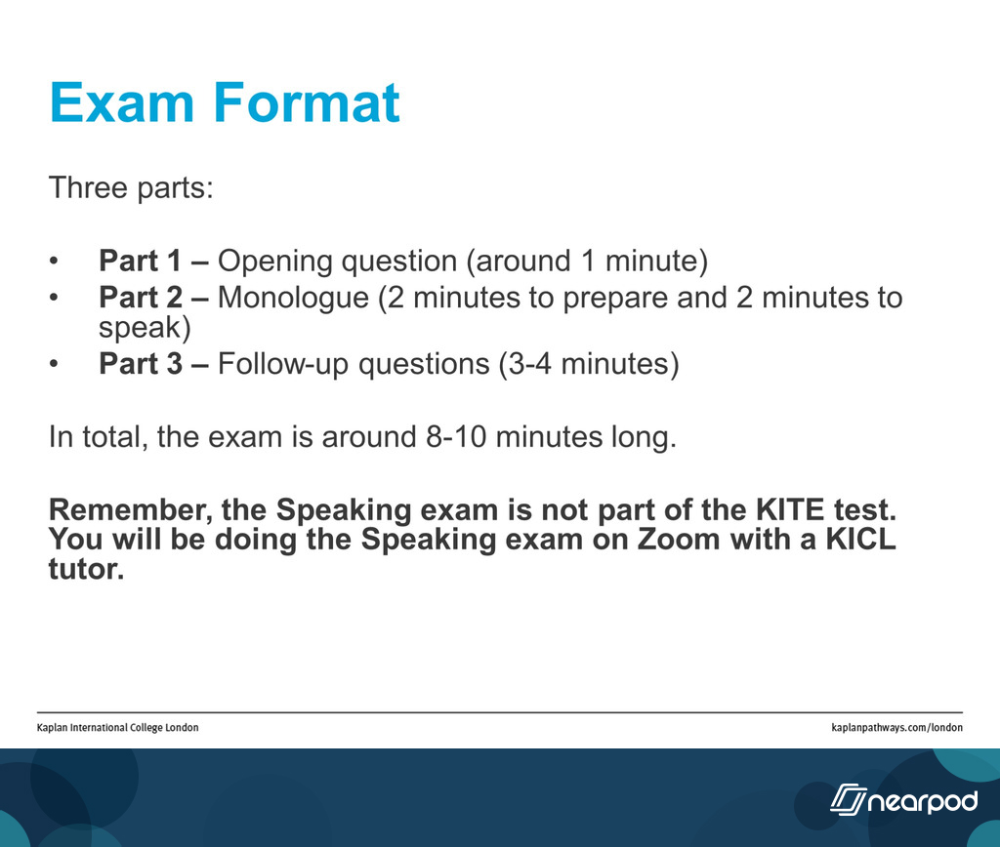 Exam Format
Three parts:
• Part 1 – Opening question (around 1 minute)
• Part 2 – Monologue (2 minutes to prepare and 2 minutes to
speak)
• Part 3 – Follow-up questions (3-4 minutes)
In total, the exam is around 8-10 minutes long.
Remember, the Speaking exam is not part of the KITE test.
You will be doing the Speaking exam on Zoom with a KICL
tutor.
Kaplan International College London
kaplanpathways.com/london
nearpod